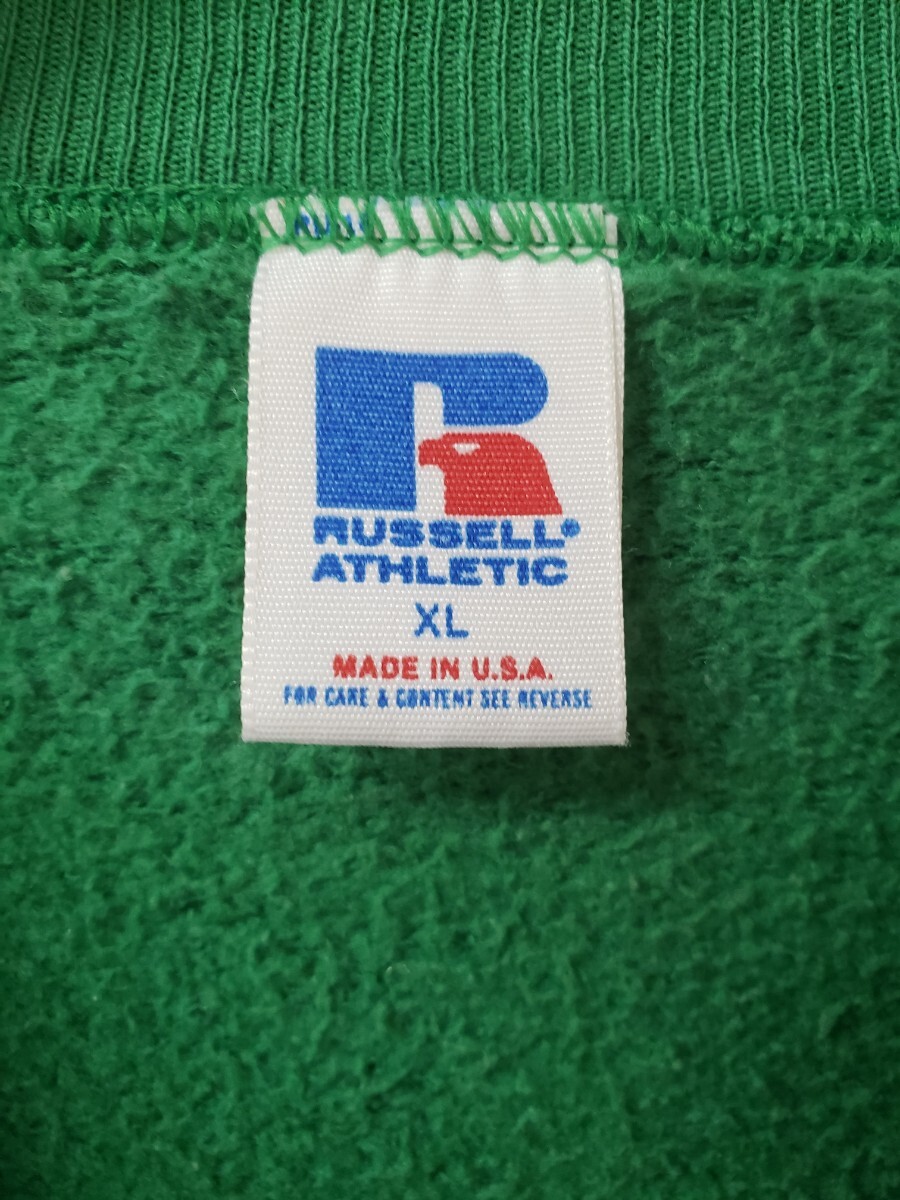 RUSSELL®
ATHLETIC
XL
MADE IN U.S.A.
FOR CARE & CONTENT SEE REVERSE